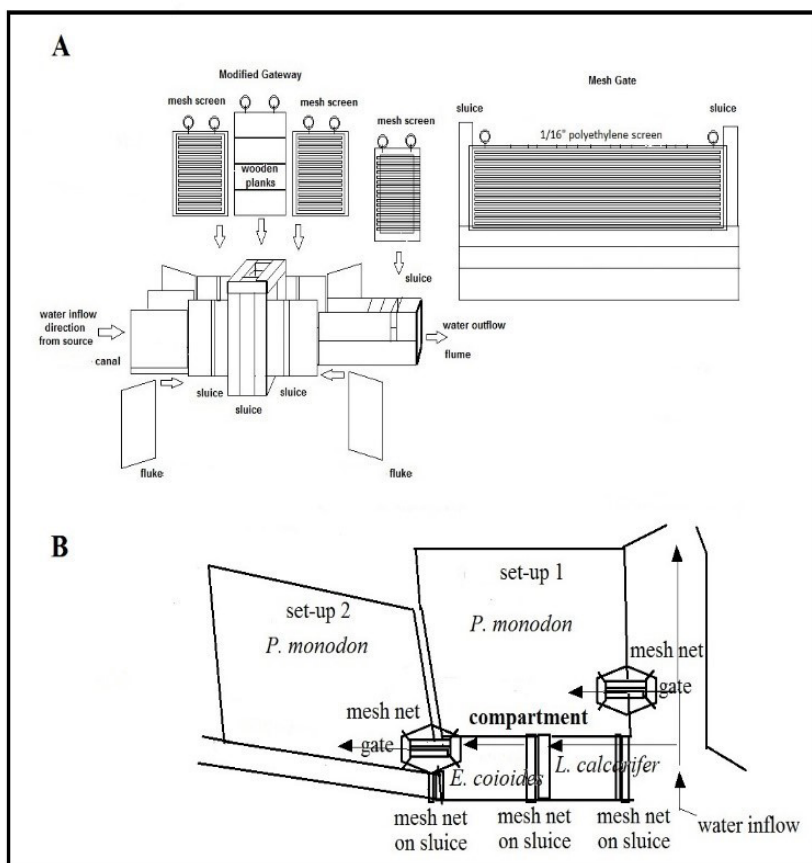 A
Modified Gateway
Mesh Gate
mesh screen
mesh screen
mesh screen
sluice
sluice
1/16" polyethylene screen
wooden
planks
sluice
water inflow
direction
from source
water outflow
canal
flume
sluice
sluice
sluice
fluke
fluke
B
set-up 1
set-up 2
P. monodon
P. monodon
mesh net
gate
mesh net
compartment
gate
E. coioides
L. calcarifer
mesh net
on sluice
mesh net
on sluice
mesh net
on sluice
water inflow